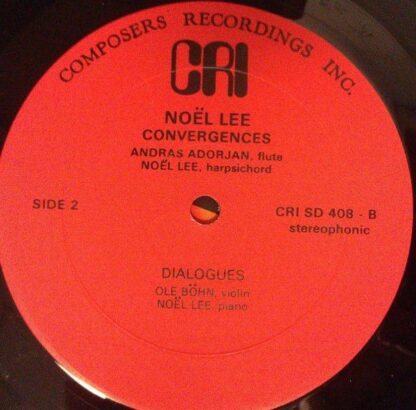 COMPOSERS RECORDINGS INC.
CRI
NOËL LEE
CONVERGENCES
ANDRAS ADORJAN, flute
NOËL LEE, harpsichord
SIDE 2
CRI SD 408 - B
stereophonic
DIALOGUES
OLE BÖHN, violin
NOËL LEE, piano